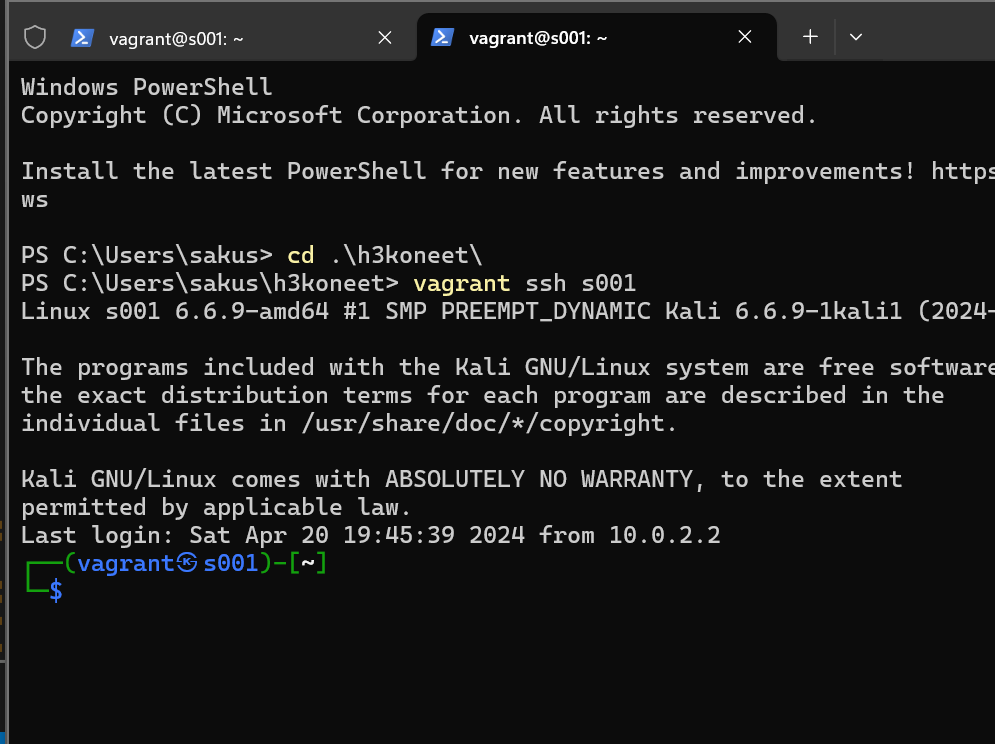 vagrant@s001: ~
vagrant@s001: ~
Windows PowerShell
Copyright (C) Microsoft Corporation. All rights reserved.
Install the latest PowerShell for new features and improvements! https
ws
PS C:\Users\sakus> cd .\h3koneet\
PS C:\Users\sakus\h3koneet> vagrant ssh s001
Linux s001 6.6.9-amd64 #1 SMP PREEMPT_DYNAMIC Kali 6.6.9-1kali1 (2024-
The programs included with the Kali GNU/Linux system are free software
the exact distribution terms for each program are described in the
individual files in /usr/share/doc/*/copyright.
Kali GNU/Linux comes with ABSOLUTELY NO WARRANTY, to the extent
permitted by applicable law.
Last login: Sat Apr 20 19:45:39 2024 from 10.0.2.2
┌──(vagrant㉿s001)-[~]
└─$